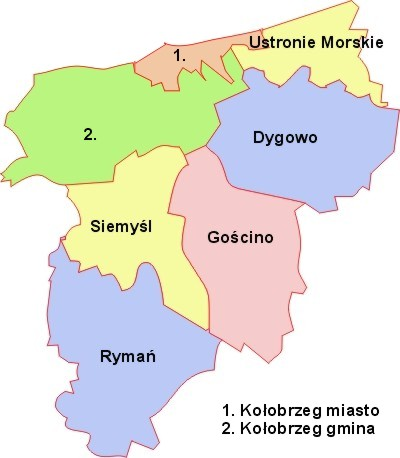 Ustronie Morskie
1.
2.
Dygowo
Siemyśl
Gościno
Rymań
1. Kołobrzeg miasto
2. Kołobrzeg gmina